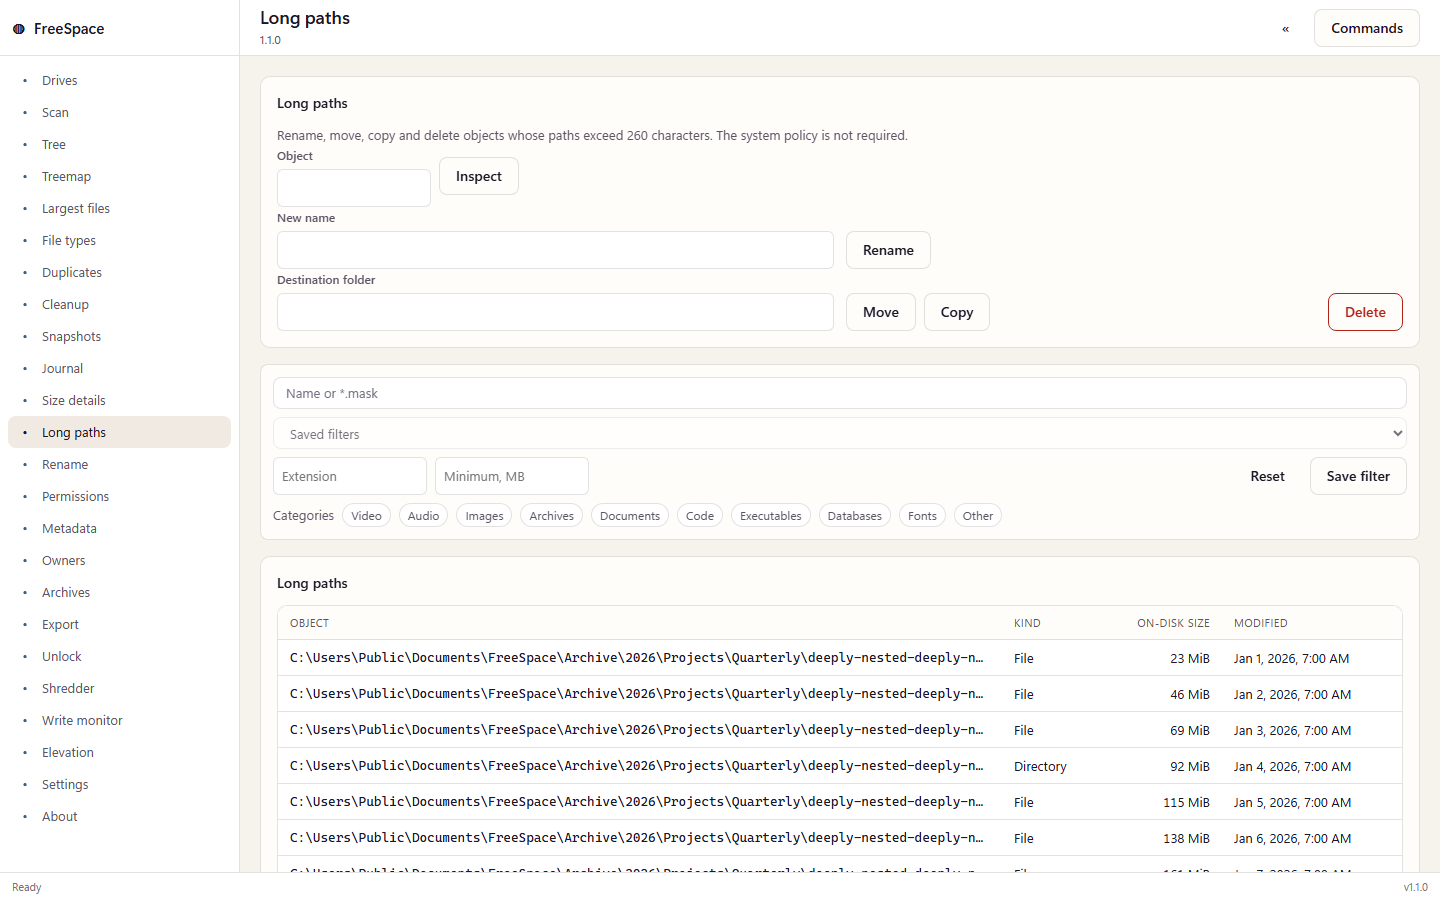 FreeSpace
Long paths
1.1.0
«
Commands
Drives
Scan
Tree
Treemap
Largest files
File types
Duplicates
Cleanup
Snapshots
Journal
Size details
Long paths
Rename
Permissions
Metadata
Owners
Archives
Export
Unlock
Shredder
Write monitor
Elevation
Settings
About
Long paths
Rename, move, copy and delete objects whose paths exceed 260 characters. The system policy is not required.
Object
Inspect
New name
Rename
Destination folder
Move Copy Delete
Name or *.mask
Saved filters
Extension Minimum, MB Reset Save filter
Categories Video Audio Images Archives Documents Code Executables Databases Fonts Other
Long paths
OBJECT KIND ON-DISK SIZE MODIFIED
C:\Users\Public\Documents\FreeSpace\Archive\2026\Projects\Quarterly\deeply-nested-deeply-n… File 23 MiB Jan 1, 2026, 7:00 AM
C:\Users\Public\Documents\FreeSpace\Archive\2026\Projects\Quarterly\deeply-nested-deeply-n… File 46 MiB Jan 2, 2026, 7:00 AM
C:\Users\Public\Documents\FreeSpace\Archive\2026\Projects\Quarterly\deeply-nested-deeply-n… File 69 MiB Jan 3, 2026, 7:00 AM
C:\Users\Public\Documents\FreeSpace\Archive\2026\Projects\Quarterly\deeply-nested-deeply-n… Directory 92 MiB Jan 4, 2026, 7:00 AM
C:\Users\Public\Documents\FreeSpace\Archive\2026\Projects\Quarterly\deeply-nested-deeply-n… File 115 MiB Jan 5, 2026, 7:00 AM
C:\Users\Public\Documents\FreeSpace\Archive\2026\Projects\Quarterly\deeply-nested-deeply-n… File 138 MiB Jan 6, 2026, 7:00 AM
Ready
v1.1.0